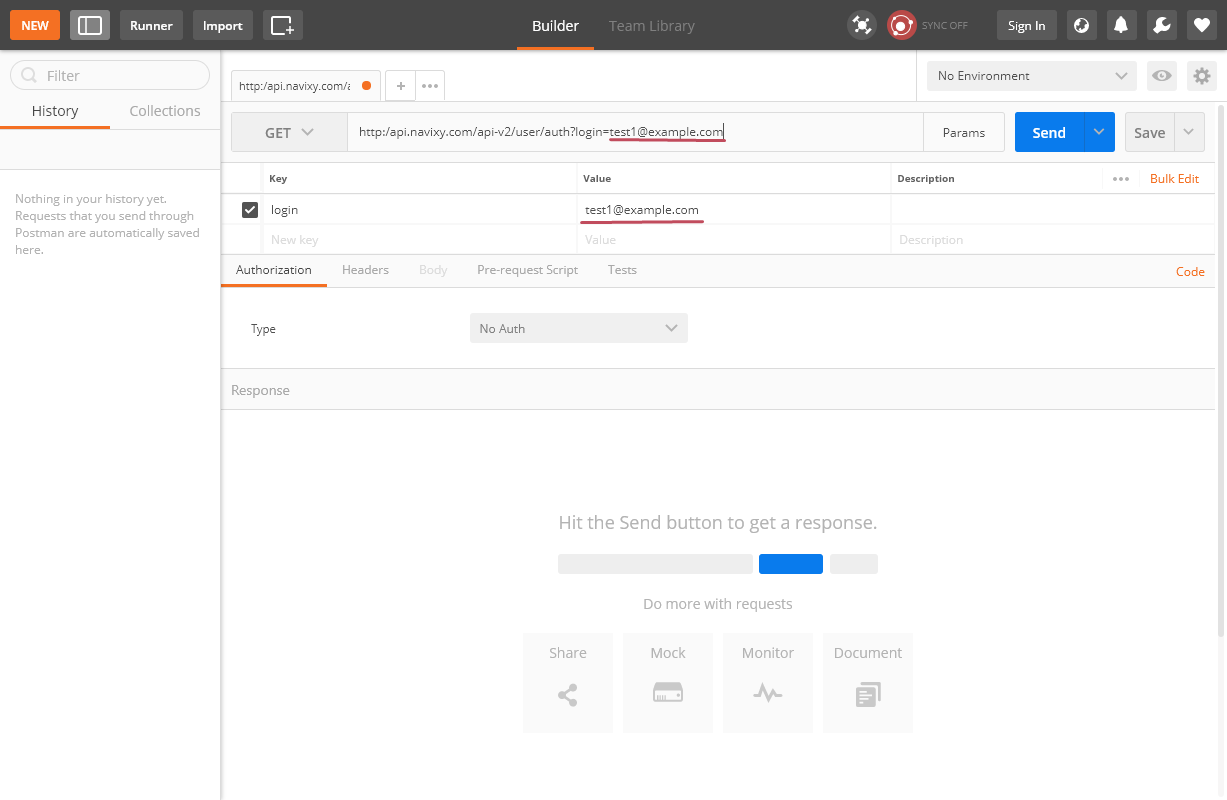 NEW Runner Import Builder Team Library SYNC OFF Sign In
Filter
History Collections
Nothing in your history yet.
Requests that you send through
Postman are automatically saved
here.
http:/api.navixy.com/a + ••• No Environment
GET http:/api.navixy.com/api-v2/user/auth?login=test1@example.com Params Send Save
Key Value Description ••• Bulk Edit
login test1@example.com
New key Value Description
Authorization Headers Body Pre-request Script Tests Code
Type No Auth
Response
Hit the Send button to get a response.
Do more with requests
Share Mock Monitor Document